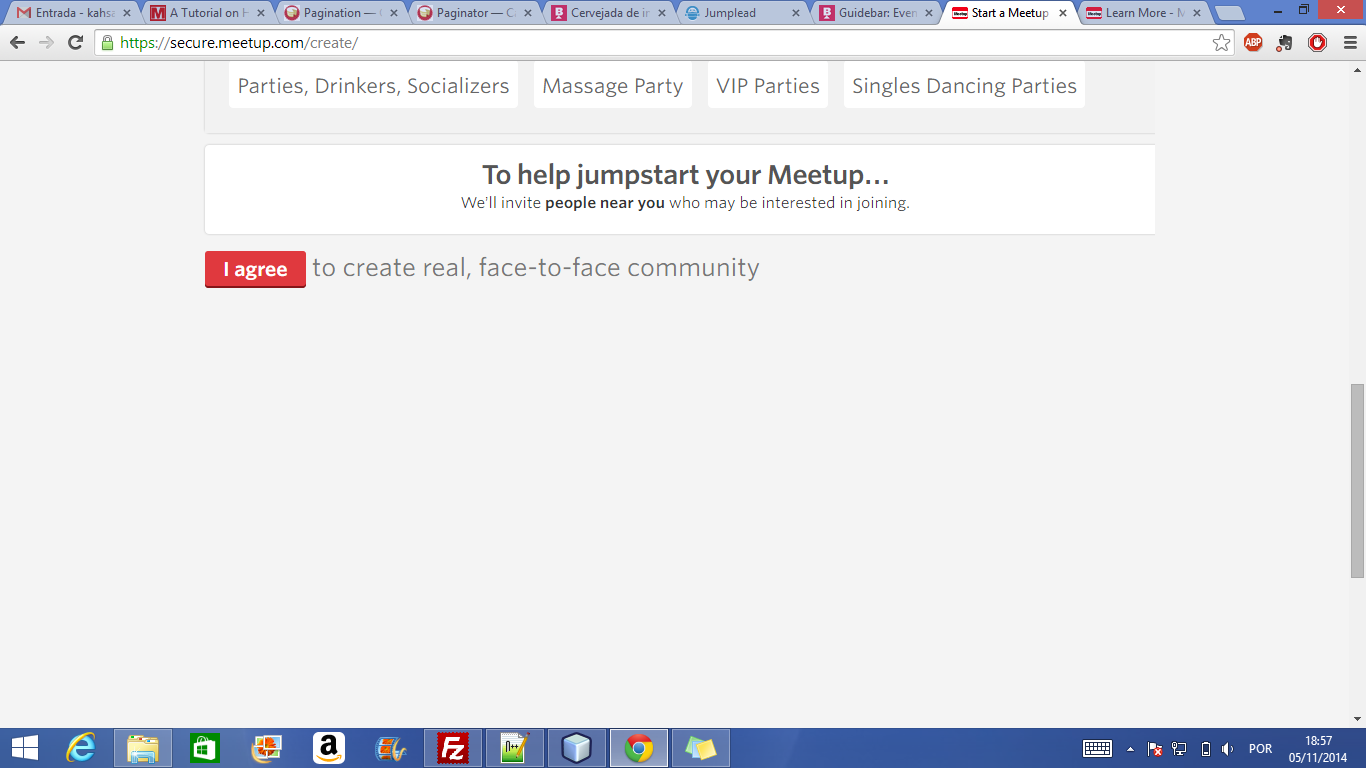 Entrada - kahsa
A Tutorial on H
Pagination —
Paginator — C
Cervejada de in
Jumplead
Guidebar: Even
Start a Meetup
Learn More - M
https://secure.meetup.com/create/
ABP
Parties, Drinkers, Socializers
Massage Party
VIP Parties
Singles Dancing Parties
To help jumpstart your Meetup...
We'll invite people near you who may be interested in joining.
I agree to create real, face-to-face community
POR
18:57
05/11/2014